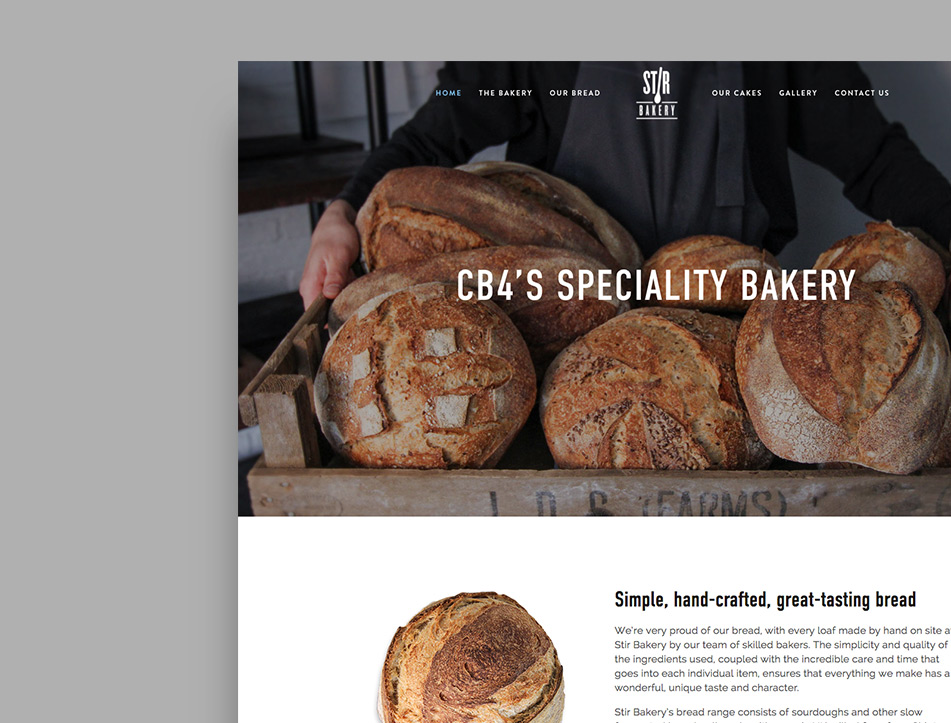 HOME THE BAKERY OUR BREAD STIR BAKERY OUR CAKES GALLERY CONTACT US
CB4'S SPECIALITY BAKERY
(FARMS)
Simple, hand-crafted, great-tasting bread
We're very proud of our bread, with every loaf made by hand on site
Stir Bakery by our team of skilled bakers. The simplicity and quality of
the ingredients used, coupled with the incredible care and time that
goes into each individual item, ensures that everything we make has a
wonderful, unique taste and character.
Stir Bakery's bread range consists of sourdoughs and other slow